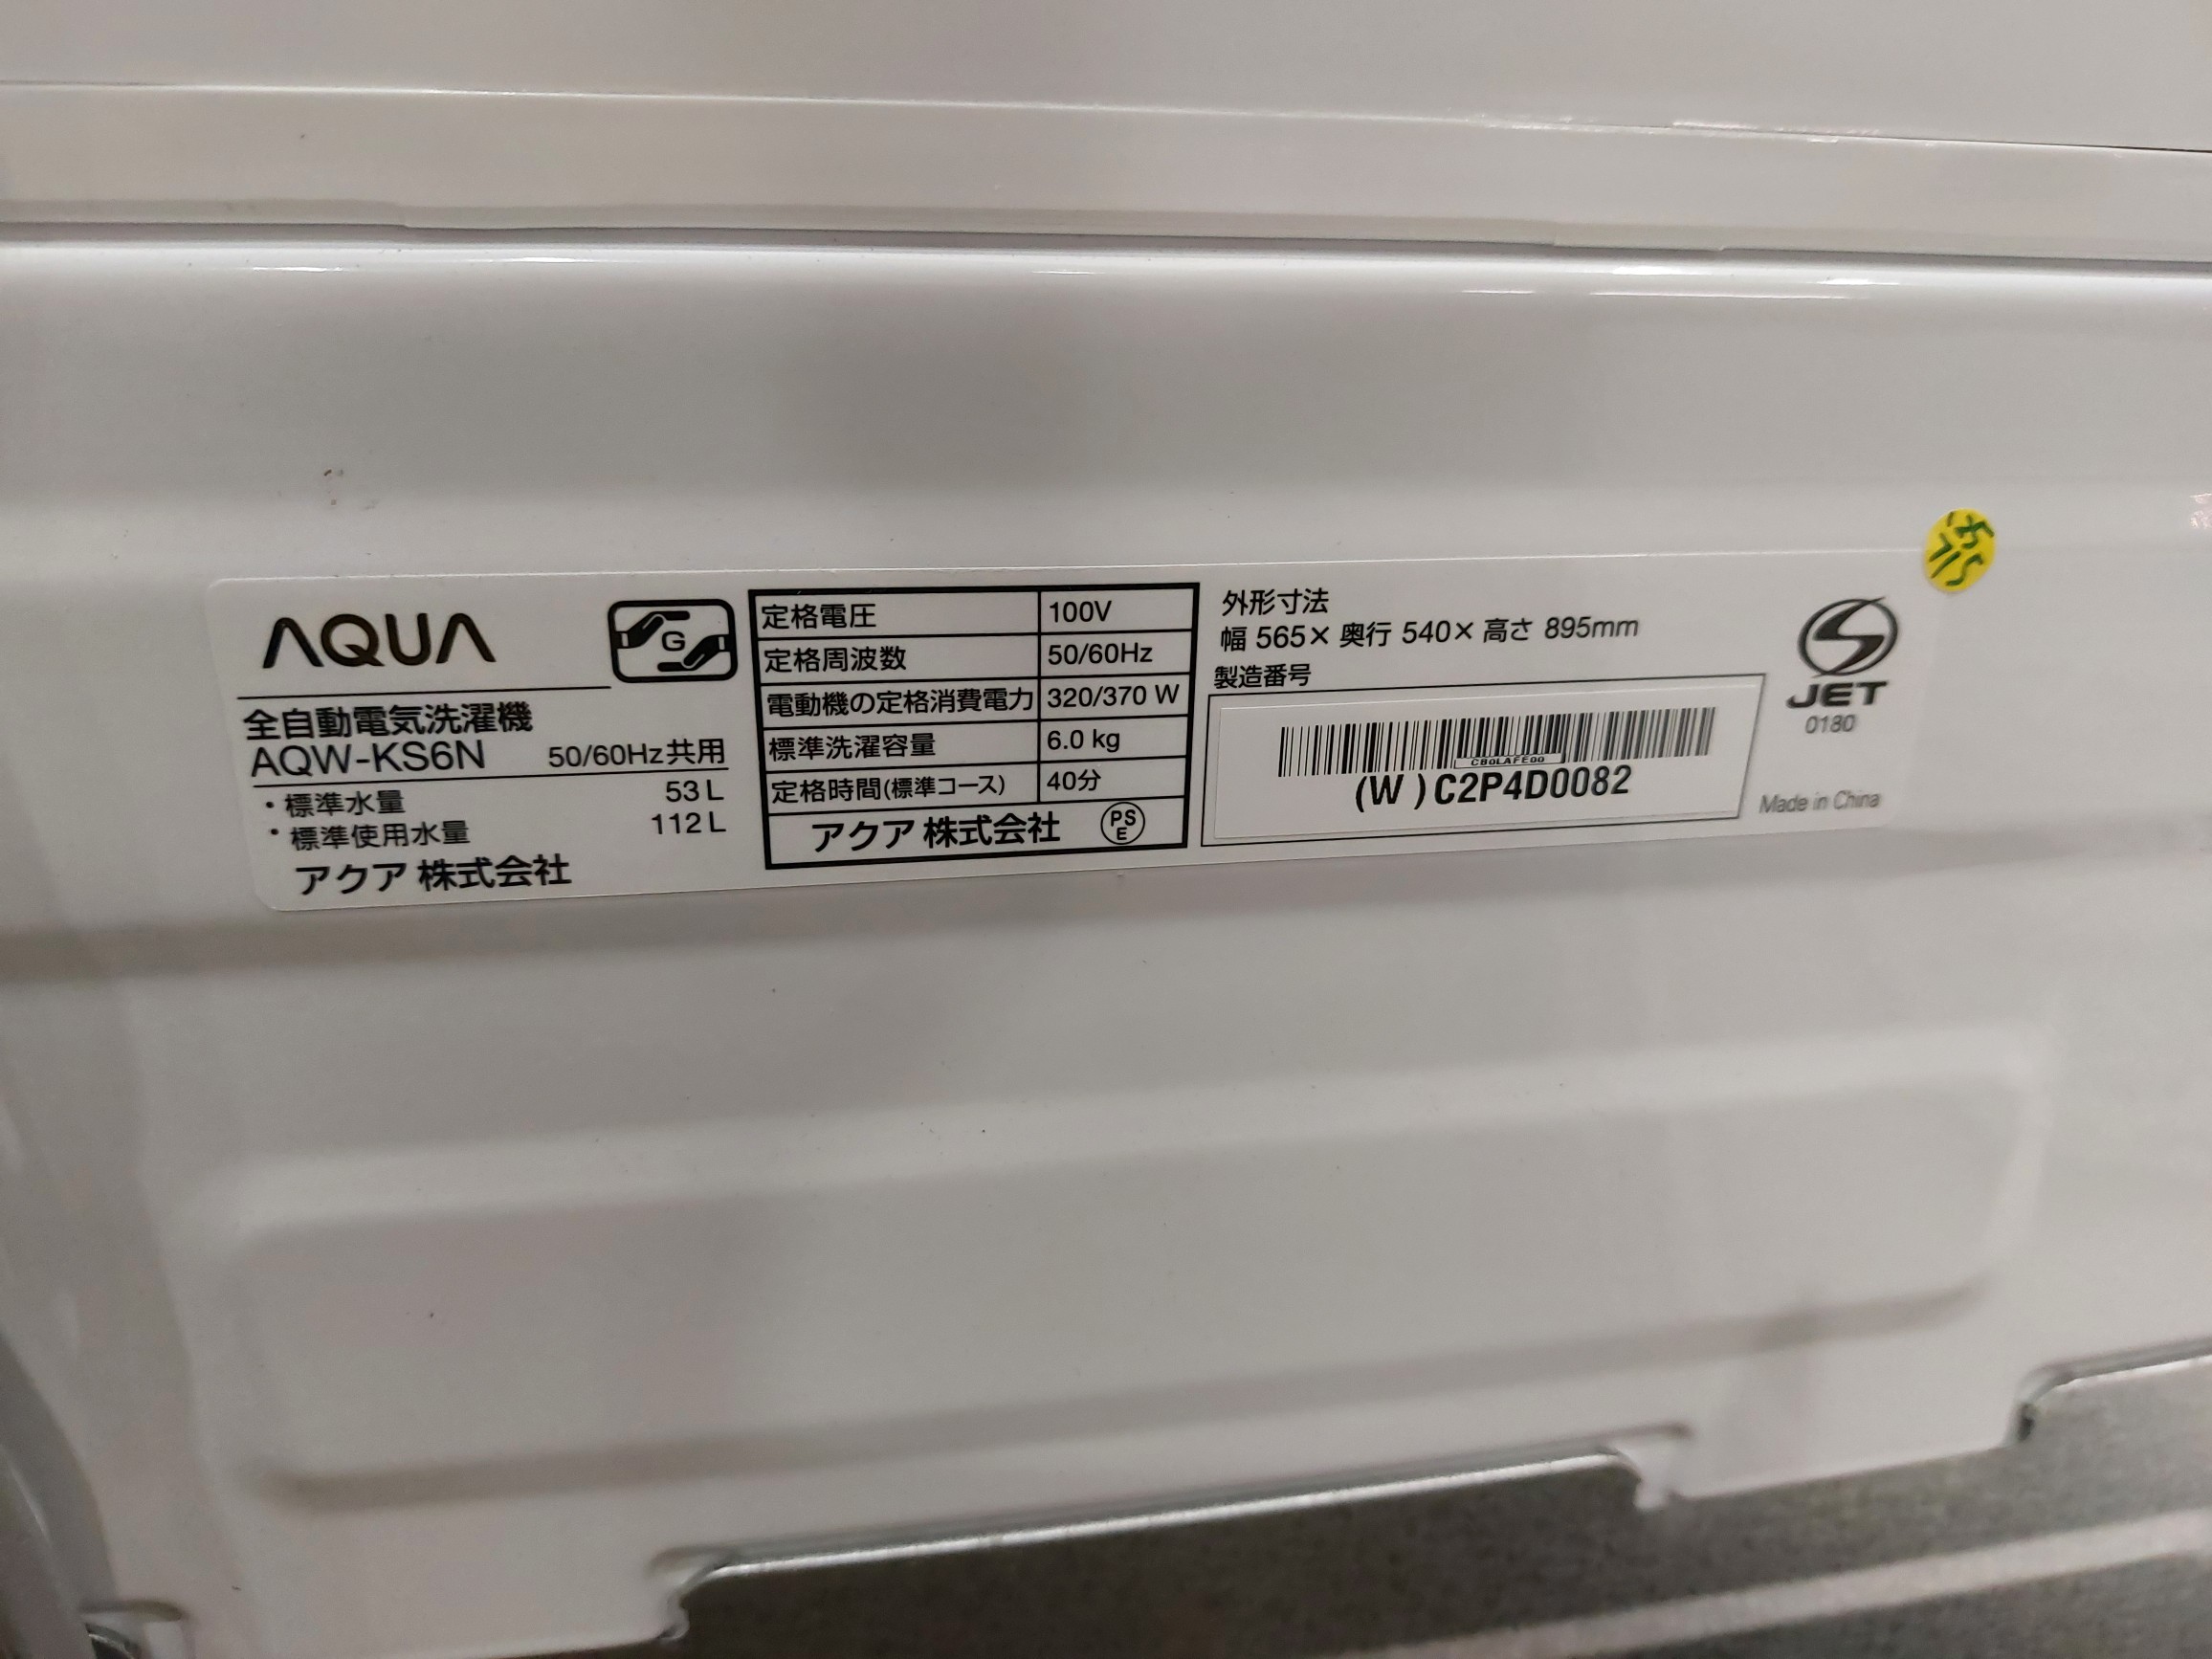 AQUA
G
全自動電気洗濯機
AQW-KS6N 50/60Hz共用
・標準水量 53L
・標準使用水量 112L
アクア 株式会社
定格電圧 100V
定格周波数 50/60Hz
電動機の定格消費電力 320/370 W
標準洗濯容量 6.0 kg
定格時間(標準コース) 40分
アクア 株式会社 PS E
外形寸法
幅 565× 奥行 540× 高さ 895mm
製造番号
CB0LAFE00
(W )C2P4D0082
JET
0180
Made in China